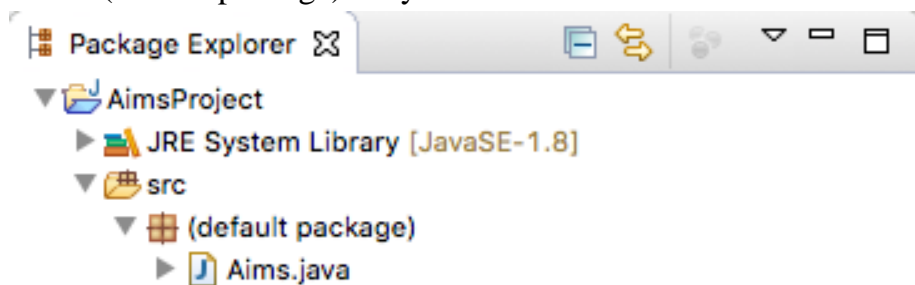 Package Explorer
AimsProject
JRE System Library [JavaSE-1.8]
src
(default package)
Aims.java